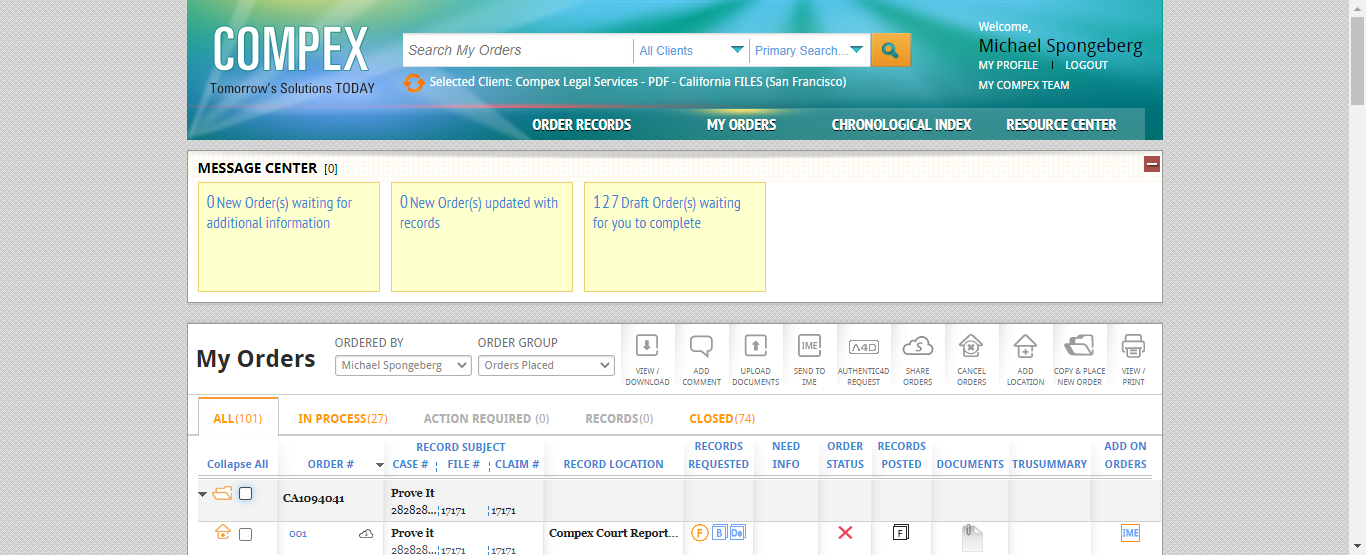 COMPEX
Tomorrow's Solutions TODAY
Search My Orders
All Clients
Primary Search...
Selected Client: Compex Legal Services - PDF - California FILES (San Francisco)
Welcome,
Michael Spongeberg
MY PROFILE | LOGOUT
MY COMPEX TEAM
ORDER RECORDS
MY ORDERS
CHRONOLOGICAL INDEX
RESOURCE CENTER
MESSAGE CENTER [0]
0 New Order(s) waiting for
additional information
0 New Order(s) updated with
records
127 Draft Order(s) waiting
for you to complete
My Orders
ORDERED BY
Michael Spongeberg
ORDER GROUP
Orders Placed
VIEW /
DOWNLOAD
ADD
COMMENT
UPLOAD
DOCUMENTS
IME
SEND TO
IME
A4D
AUTHENTIC4D
REQUEST
S
SHARE
ORDERS
CANCEL
ORDERS
ADD
LOCATION
COPY & PLACE
NEW ORDER
VIEW /
PRINT
ALL(101)
IN PROCESS(27)
ACTION REQUIRED (0)
RECORDS(0)
CLOSED(74)
Collapse All
ORDER #
RECORD SUBJECT
CASE # ¦ FILE # ¦ CLAIM #
RECORD LOCATION
RECORDS
REQUESTED
NEED
INFO
ORDER
STATUS
RECORDS
POSTED
DOCUMENTS
TRUSUMMARY
ADD ON
ORDERS
CA1094041
Prove It
282828...¦17171 ¦17171
001
Prove it
282828...¦17171 ¦17171
Compex Court Report...
F B De
F
IME